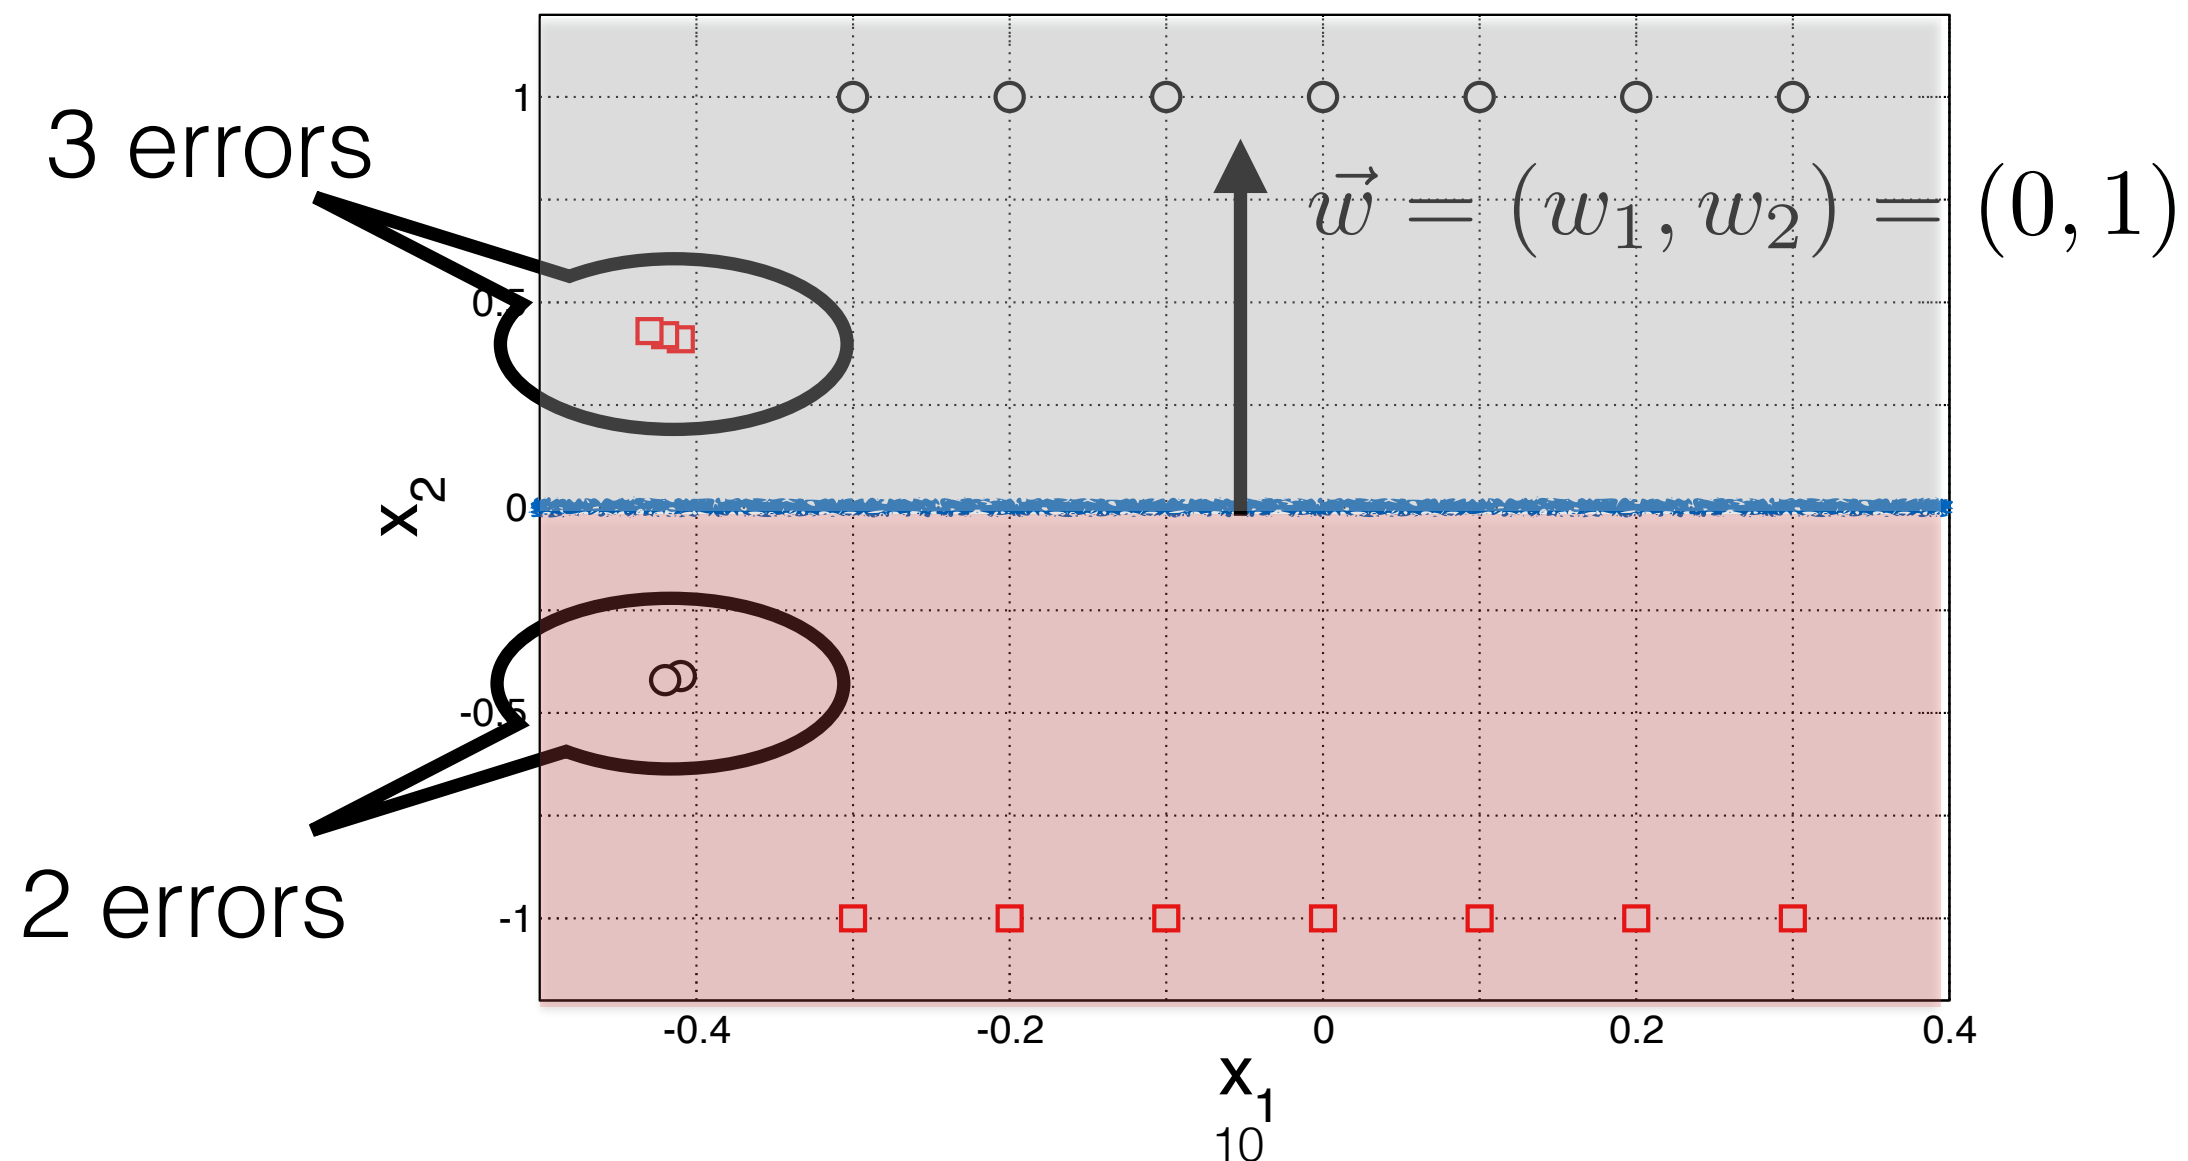 1
3 errors
w⃗ = (w₁, w₂) = (0, 1)
0.5
x₂
0
-0.5
2 errors
-1
-0.4 -0.2 0 0.2 0.4
x₁
10